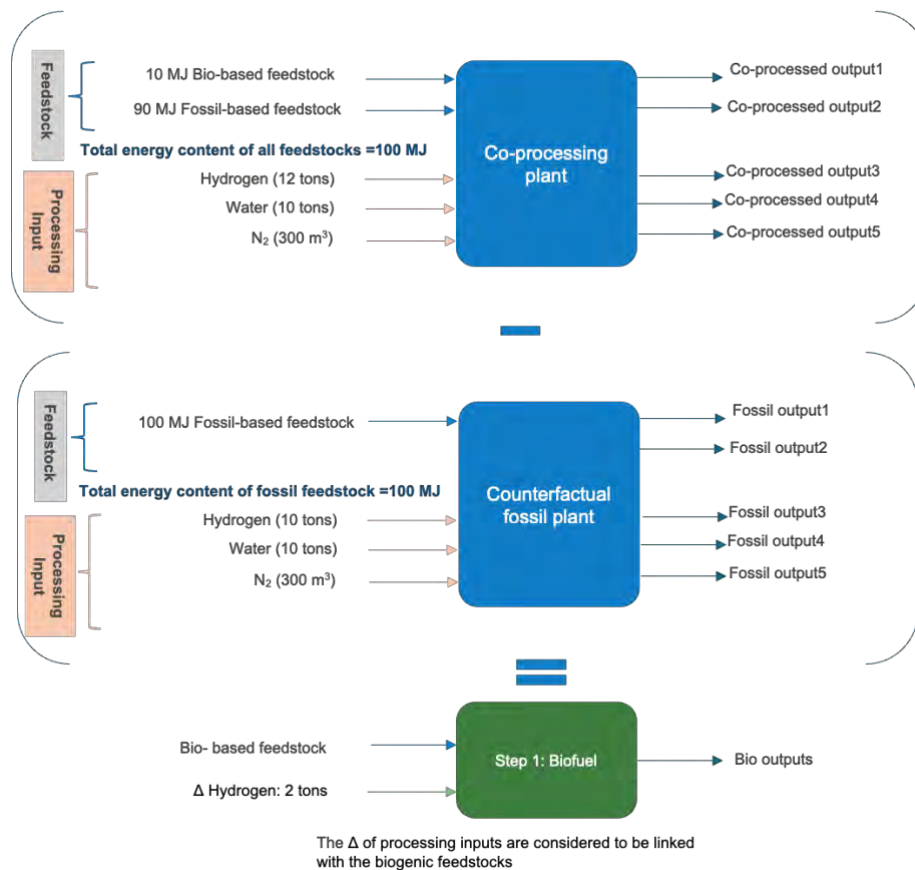 Feedstock
10 MJ Bio-based feedstock
90 MJ Fossil-based feedstock
Total energy content of all feedstocks =100 MJ
Processing
Input
Hydrogen (12 tons)
Water (10 tons)
N₂ (300 m³)
Co-processing
plant
Co-processed output1
Co-processed output2
Co-processed output3
Co-processed output4
Co-processed output5
Feedstock
100 MJ Fossil-based feedstock
Total energy content of fossil feedstock =100 MJ
Processing
Input
Hydrogen (10 tons)
Water (10 tons)
N₂ (300 m³)
Counterfactual
fossil plant
Fossil output1
Fossil output2
Fossil output3
Fossil output4
Fossil output5
Bio- based feedstock
Δ Hydrogen: 2 tons
Step 1: Biofuel
Bio outputs
The Δ of processing inputs are considered to be linked
with the biogenic feedstocks